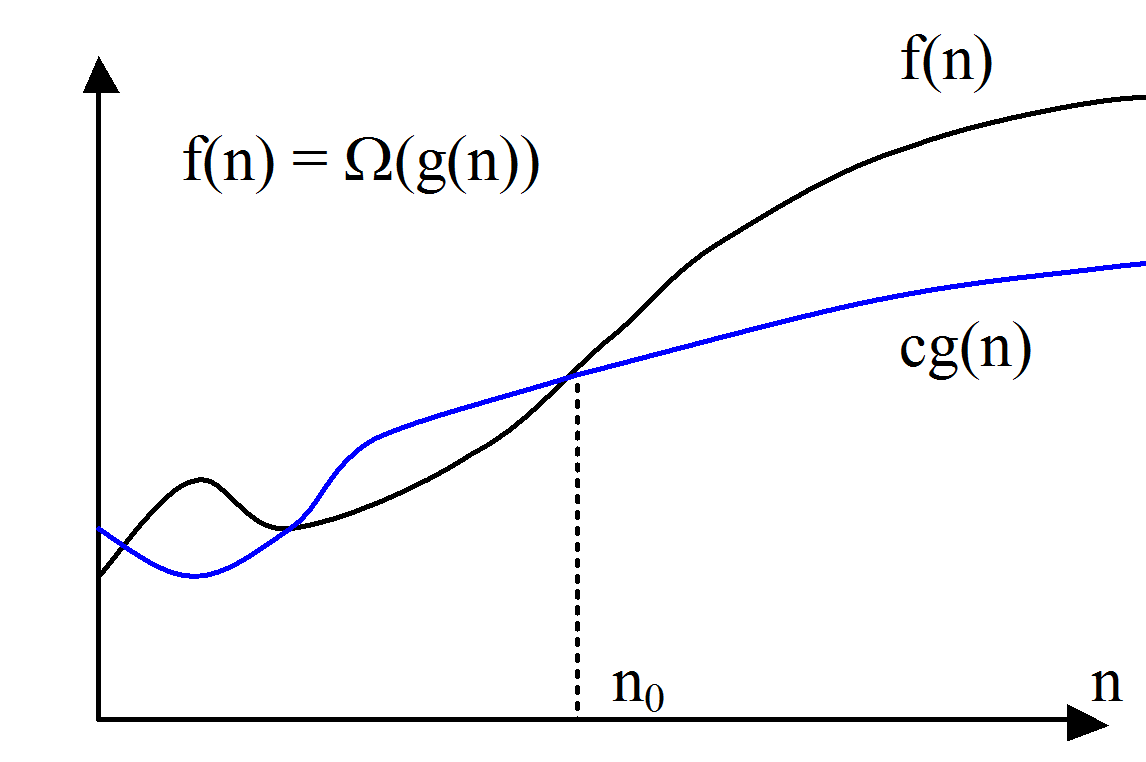 f(n)
f(n) = Ω(g(n))
cg(n)
n₀
n